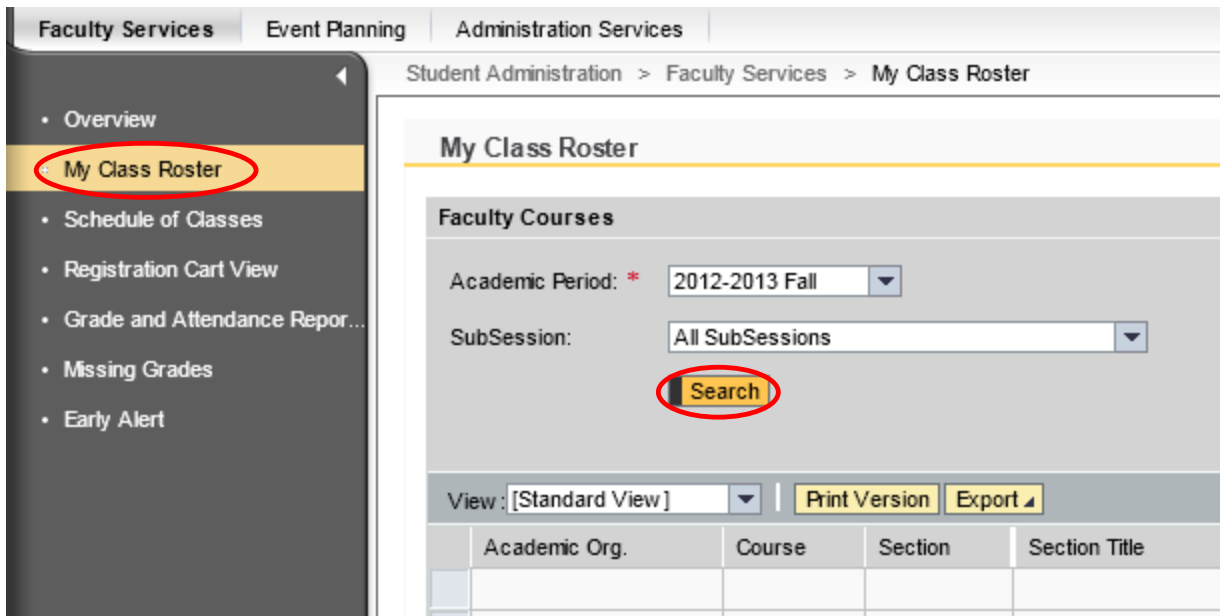 Faculty Services Event Planning Administration Services
Student Administration > Faculty Services > My Class Roster
• Overview
My Class Roster
• Schedule of Classes
• Registration Cart View
• Grade and Attendance Repor...
• Missing Grades
• Early Alert
My Class Roster
Faculty Courses
Academic Period: * 2012-2013 Fall
SubSession: All SubSessions
Search
View : [Standard View] Print Version Export
Academic Org. Course Section Section Title